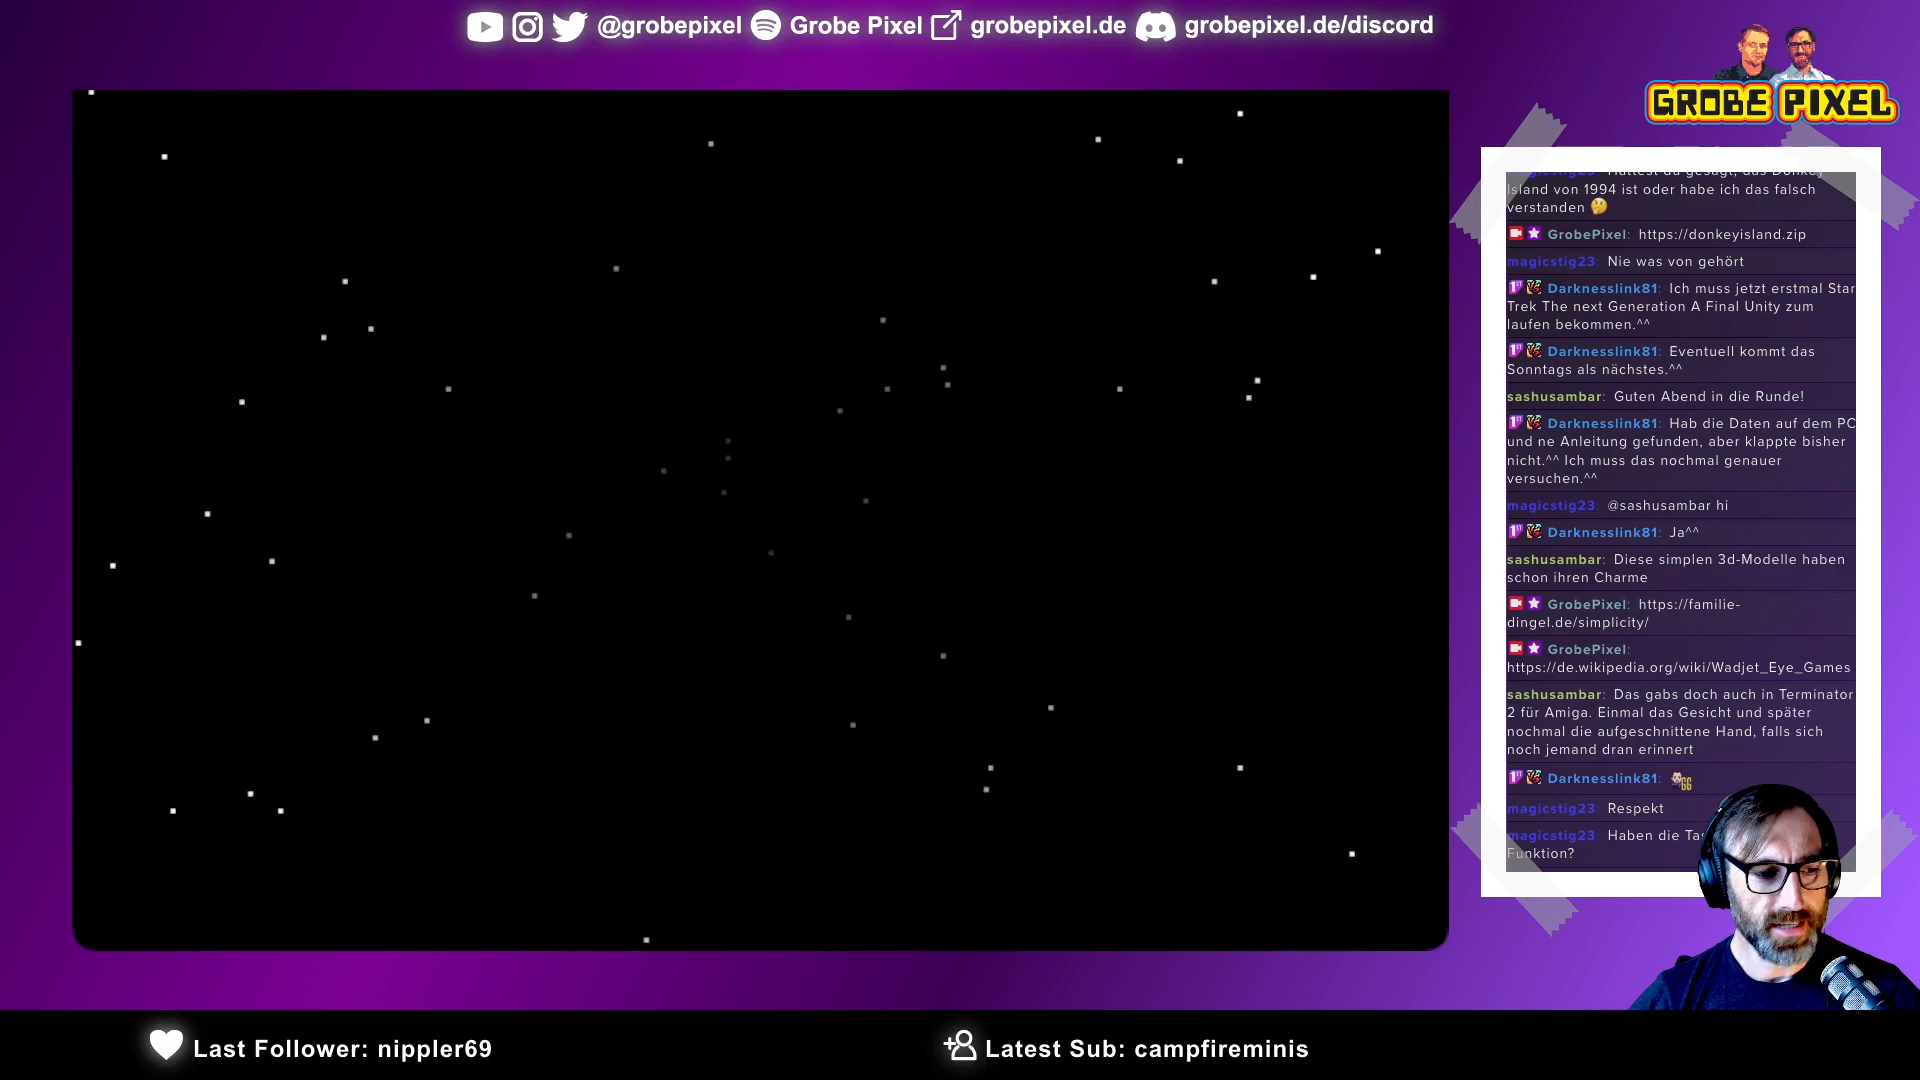 @grobepixel Grobe Pixel grobepixel.de grobepixel.de/discord
GROBE PIXEL
magicstig23: Hättest du gesagt, das Donkey
Island von 1994 ist oder habe ich das falsch
verstanden 🤔
GrobePixel: https://donkeyisland.zip
magicstig23: Nie was von gehört
Darknesslink81: Ich muss jetzt erstmal Star
Trek The next Generation A Final Unity zum
laufen bekommen.^^
Darknesslink81: Eventuell kommt das
Sonntags als nächstes.^^
sashusambar: Guten Abend in die Runde!
Darknesslink81: Hab die Daten auf dem PC
und ne Anleitung gefunden, aber klappte bisher
nicht.^^ Ich muss das nochmal genauer
versuchen.^^
magicstig23: @sashusambar hi
Darknesslink81: Ja^^
sashusambar: Diese simplen 3d-Modelle haben
schon ihren Charme
GrobePixel: https://familie-
dingel.de/simplicity/
GrobePixel:
https://de.wikipedia.org/wiki/Wadjet_Eye_Games
sashusambar: Das gabs doch auch in Terminator
2 für Amiga. Einmal das Gesicht und später
nochmal die aufgeschnittene Hand, falls sich
noch jemand dran erinnert
Darknesslink81: GG
magicstig23: Respekt
magicstig23: Haben die
Funktion?
Last Follower: nippler69
Latest Sub: campfireminis